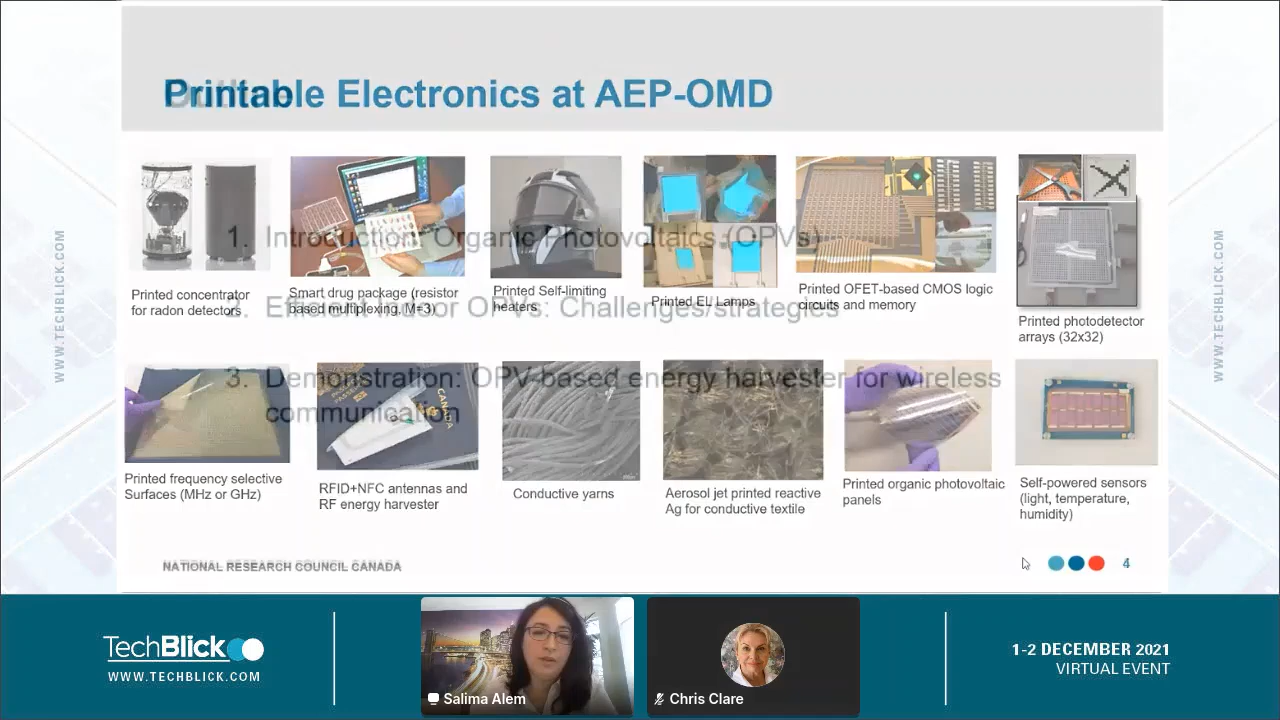 Printable Electronics at AEP-OMD
Printed concentrator
for radon detectors
Smart drug package (resistor
based multiplexing, M=3)
Printed Self-limiting
heaters
Printed EL Lamps
Printed OFET-based CMOS logic
circuits and memory
Printed photodetector
arrays (32x32)
1. Introduction: Organic Photovoltaics (OPVs)
2. Efficient indoor OPVs: Challenges/strategies
3. Demonstration: OPV-based energy harvester for wireless
communication
Printed frequency selective
Surfaces (MHz or GHz)
RFID+NFC antennas and
RF energy harvester
Conductive yarns
Aerosol jet printed reactive
Ag for conductive textile
Printed organic photovoltaic
panels
Self-powered sensors
(light, temperature,
humidity)
CANADA
NATIONAL RESEARCH COUNCIL CANADA
4
WWW.TECHBLICK.COM
WWW.TECHBLICK.COM
TechBlick
WWW.TECHBLICK.COM
Salima Alem
Chris Clare
1-2 DECEMBER 2021
VIRTUAL EVENT